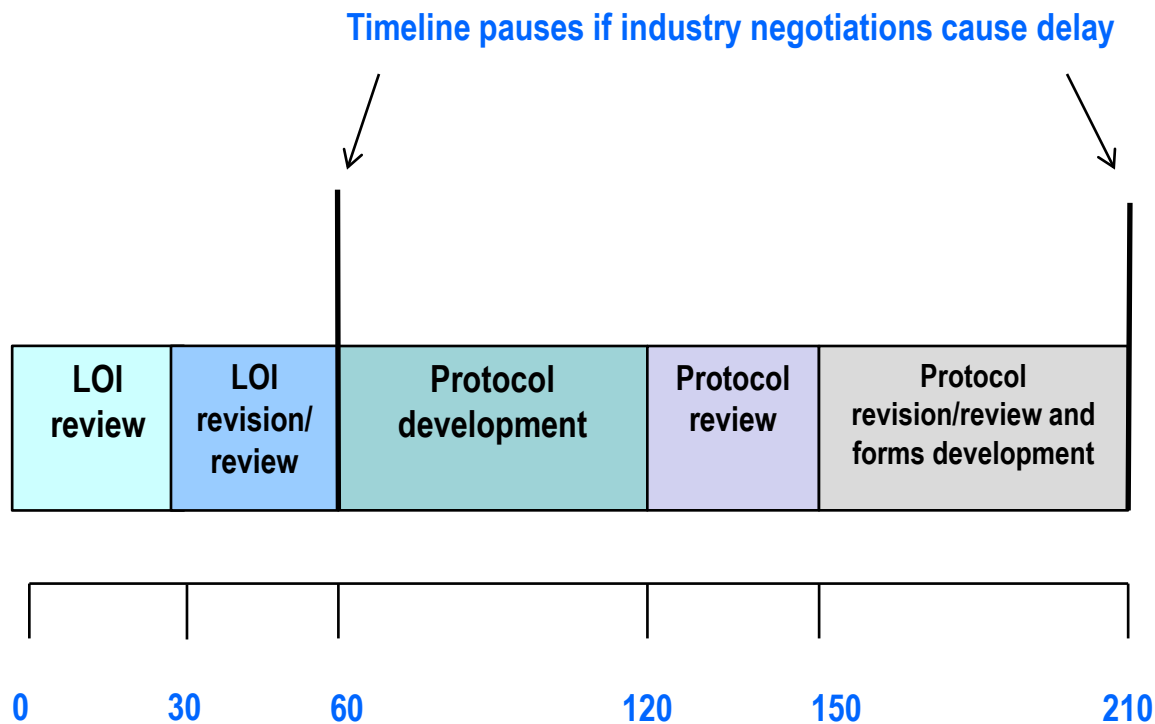 Timeline pauses if industry negotiations cause delay
LOI
review
LOI
revision/
review
Protocol
development
Protocol
review
Protocol
revision/review and
forms development
0
30
60
120
150
210